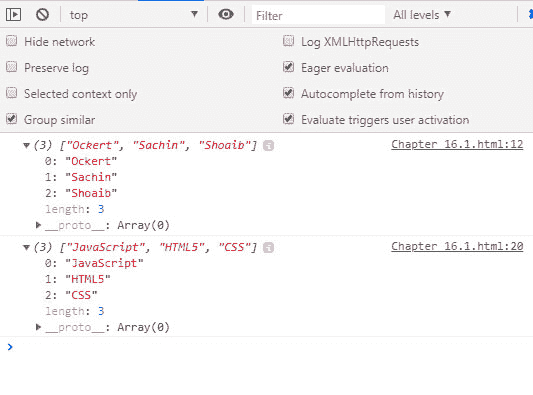 top ▼ Filter All levels ▼
Hide network Log XMLHttpRequests
Preserve log Eager evaluation
Selected context only Autocomplete from history
Group similar Evaluate triggers user activation
▼(3) ["Ockert", "Sachin", "Shoaib"] i Chapter 16.1.html:12
0: "Ockert"
1: "Sachin"
2: "Shoaib"
length: 3
▶__proto__: Array(0)
▼(3) ["JavaScript", "HTML5", "CSS"] i Chapter 16.1.html:20
0: "JavaScript"
1: "HTML5"
2: "CSS"
length: 3
▶__proto__: Array(0)
>